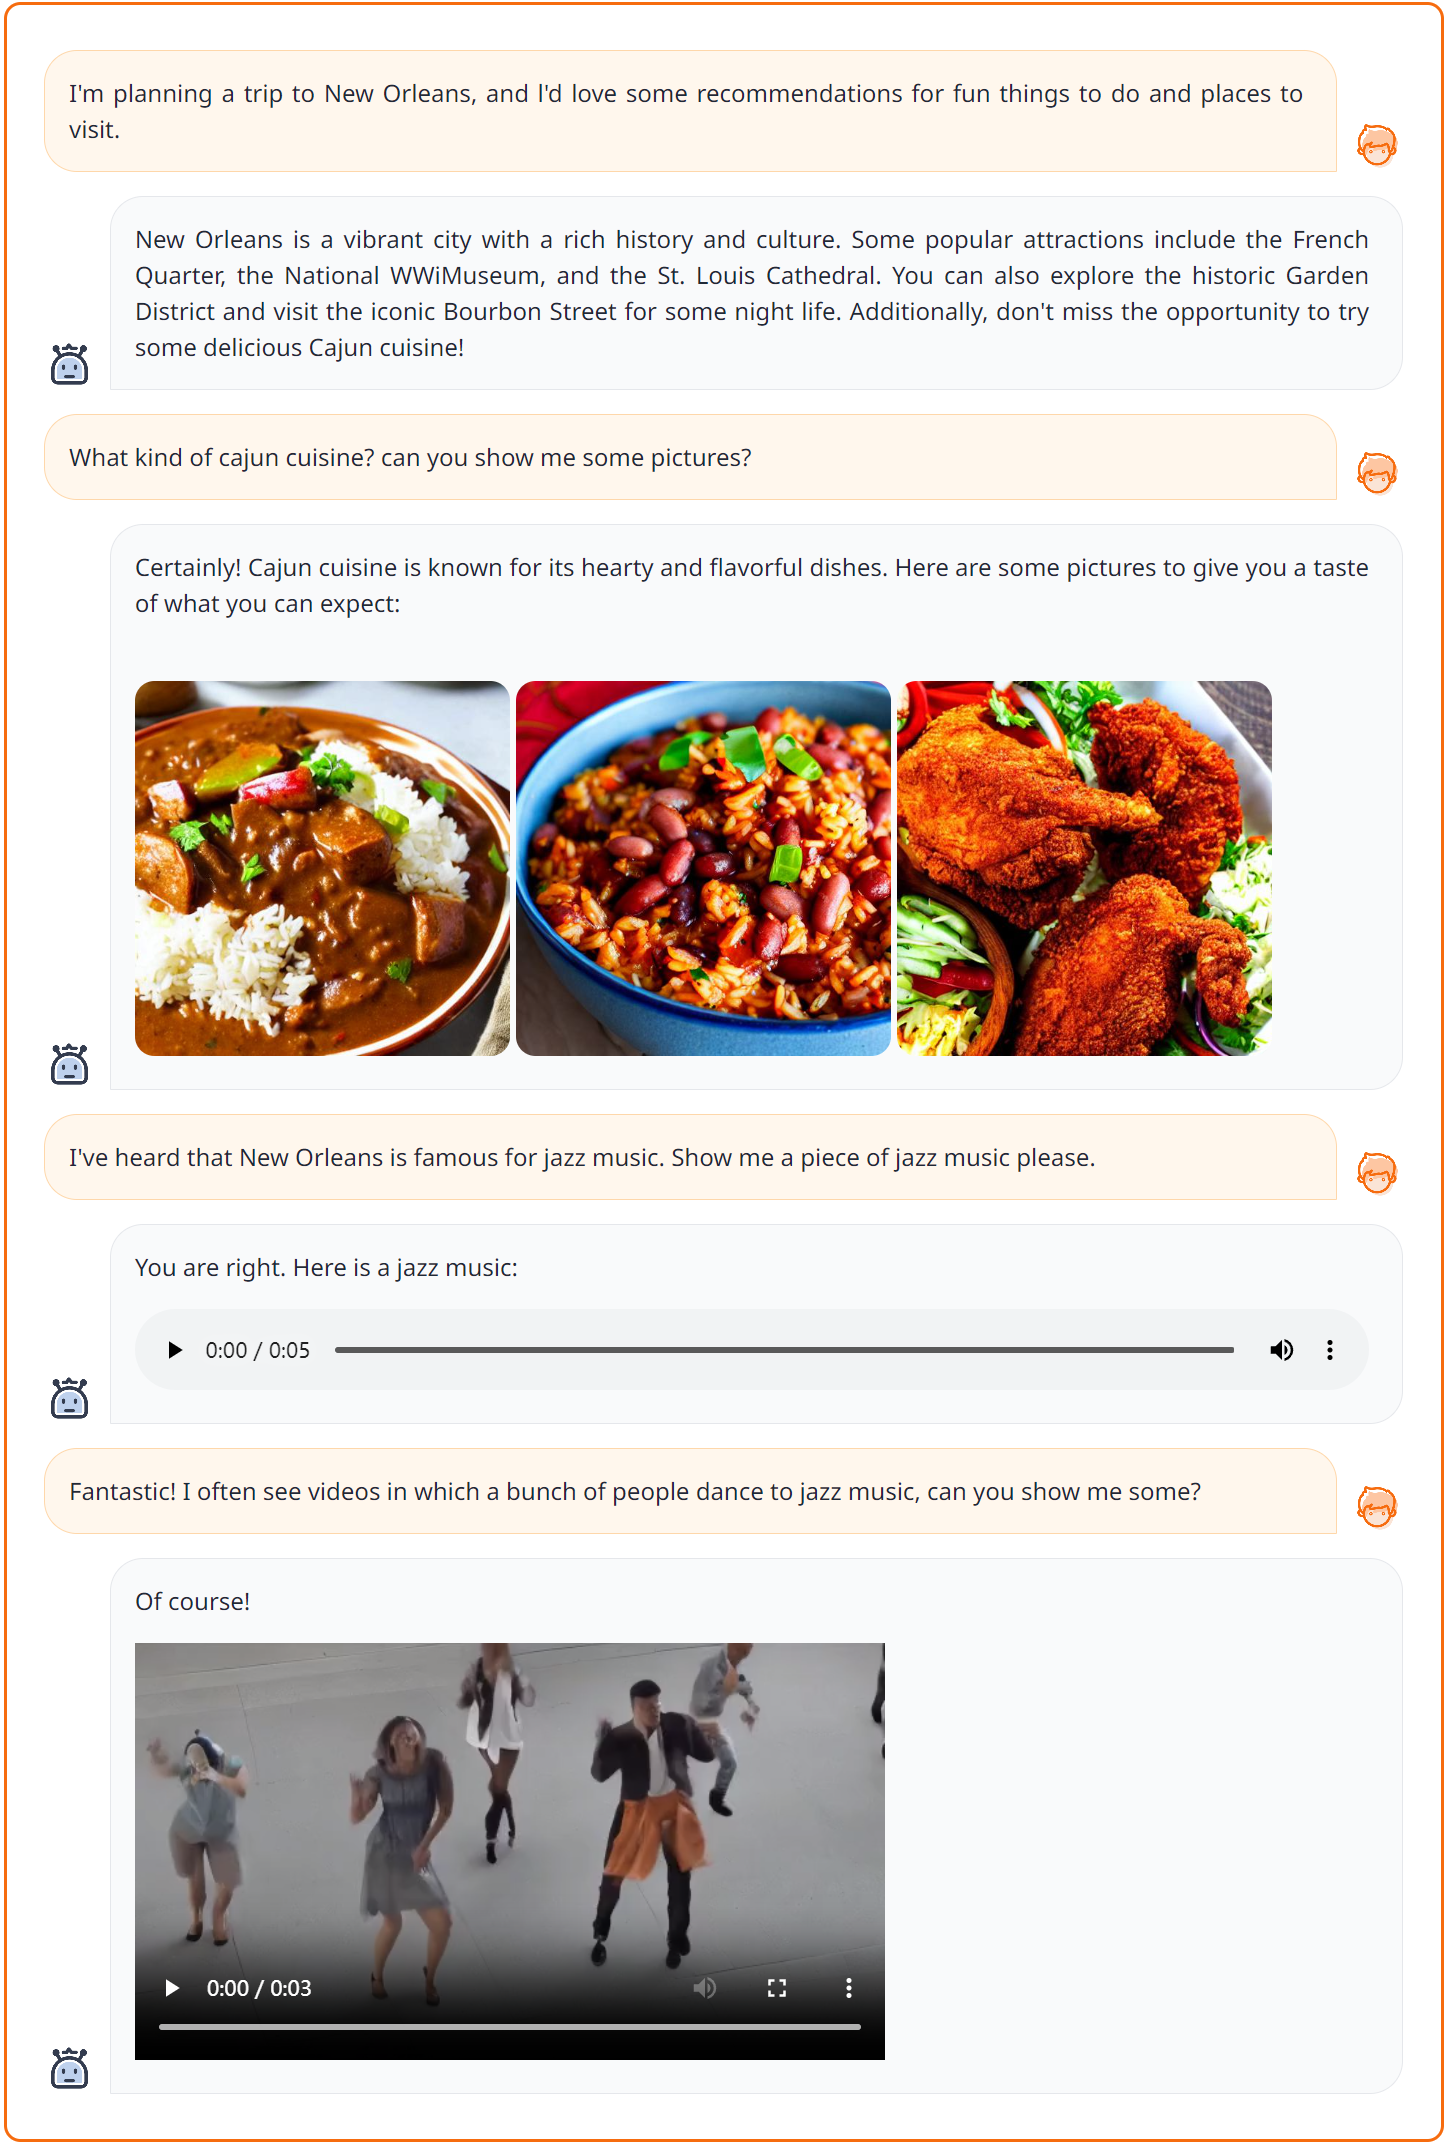 I'm planning a trip to New Orleans, and l'd love some recommendations for fun things to do and places to
visit.
New Orleans is a vibrant city with a rich history and culture. Some popular attractions include the French
Quarter, the National WWiMuseum, and the St. Louis Cathedral. You can also explore the historic Garden
District and visit the iconic Bourbon Street for some night life. Additionally, don't miss the opportunity to try
some delicious Cajun cuisine!
What kind of cajun cuisine? can you show me some pictures?
Certainly! Cajun cuisine is known for its hearty and flavorful dishes. Here are some pictures to give you a taste
of what you can expect:
I've heard that New Orleans is famous for jazz music. Show me a piece of jazz music please.
You are right. Here is a jazz music:
0:00 / 0:05
Fantastic! I often see videos in which a bunch of people dance to jazz music, can you show me some?
Of course!
0:00 / 0:03